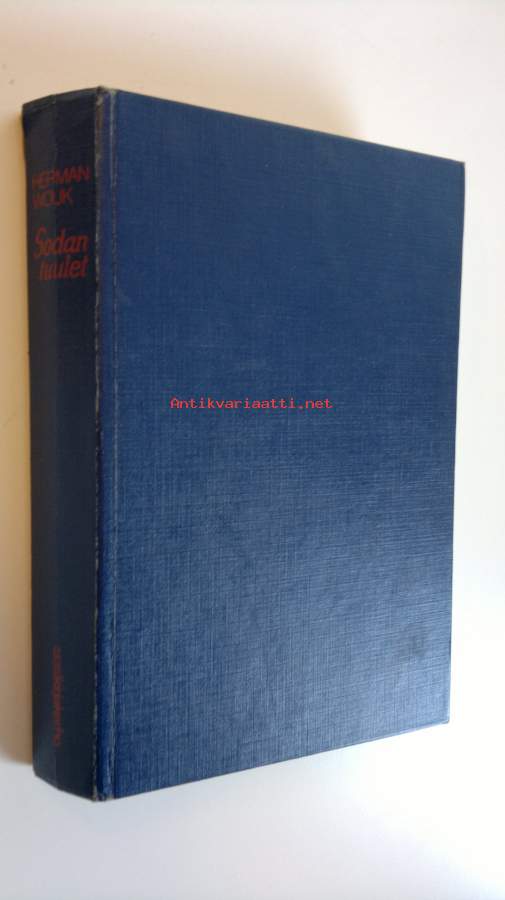 HERMAN
WOUK
Sodan
tuulet
Antikvariaatti.net